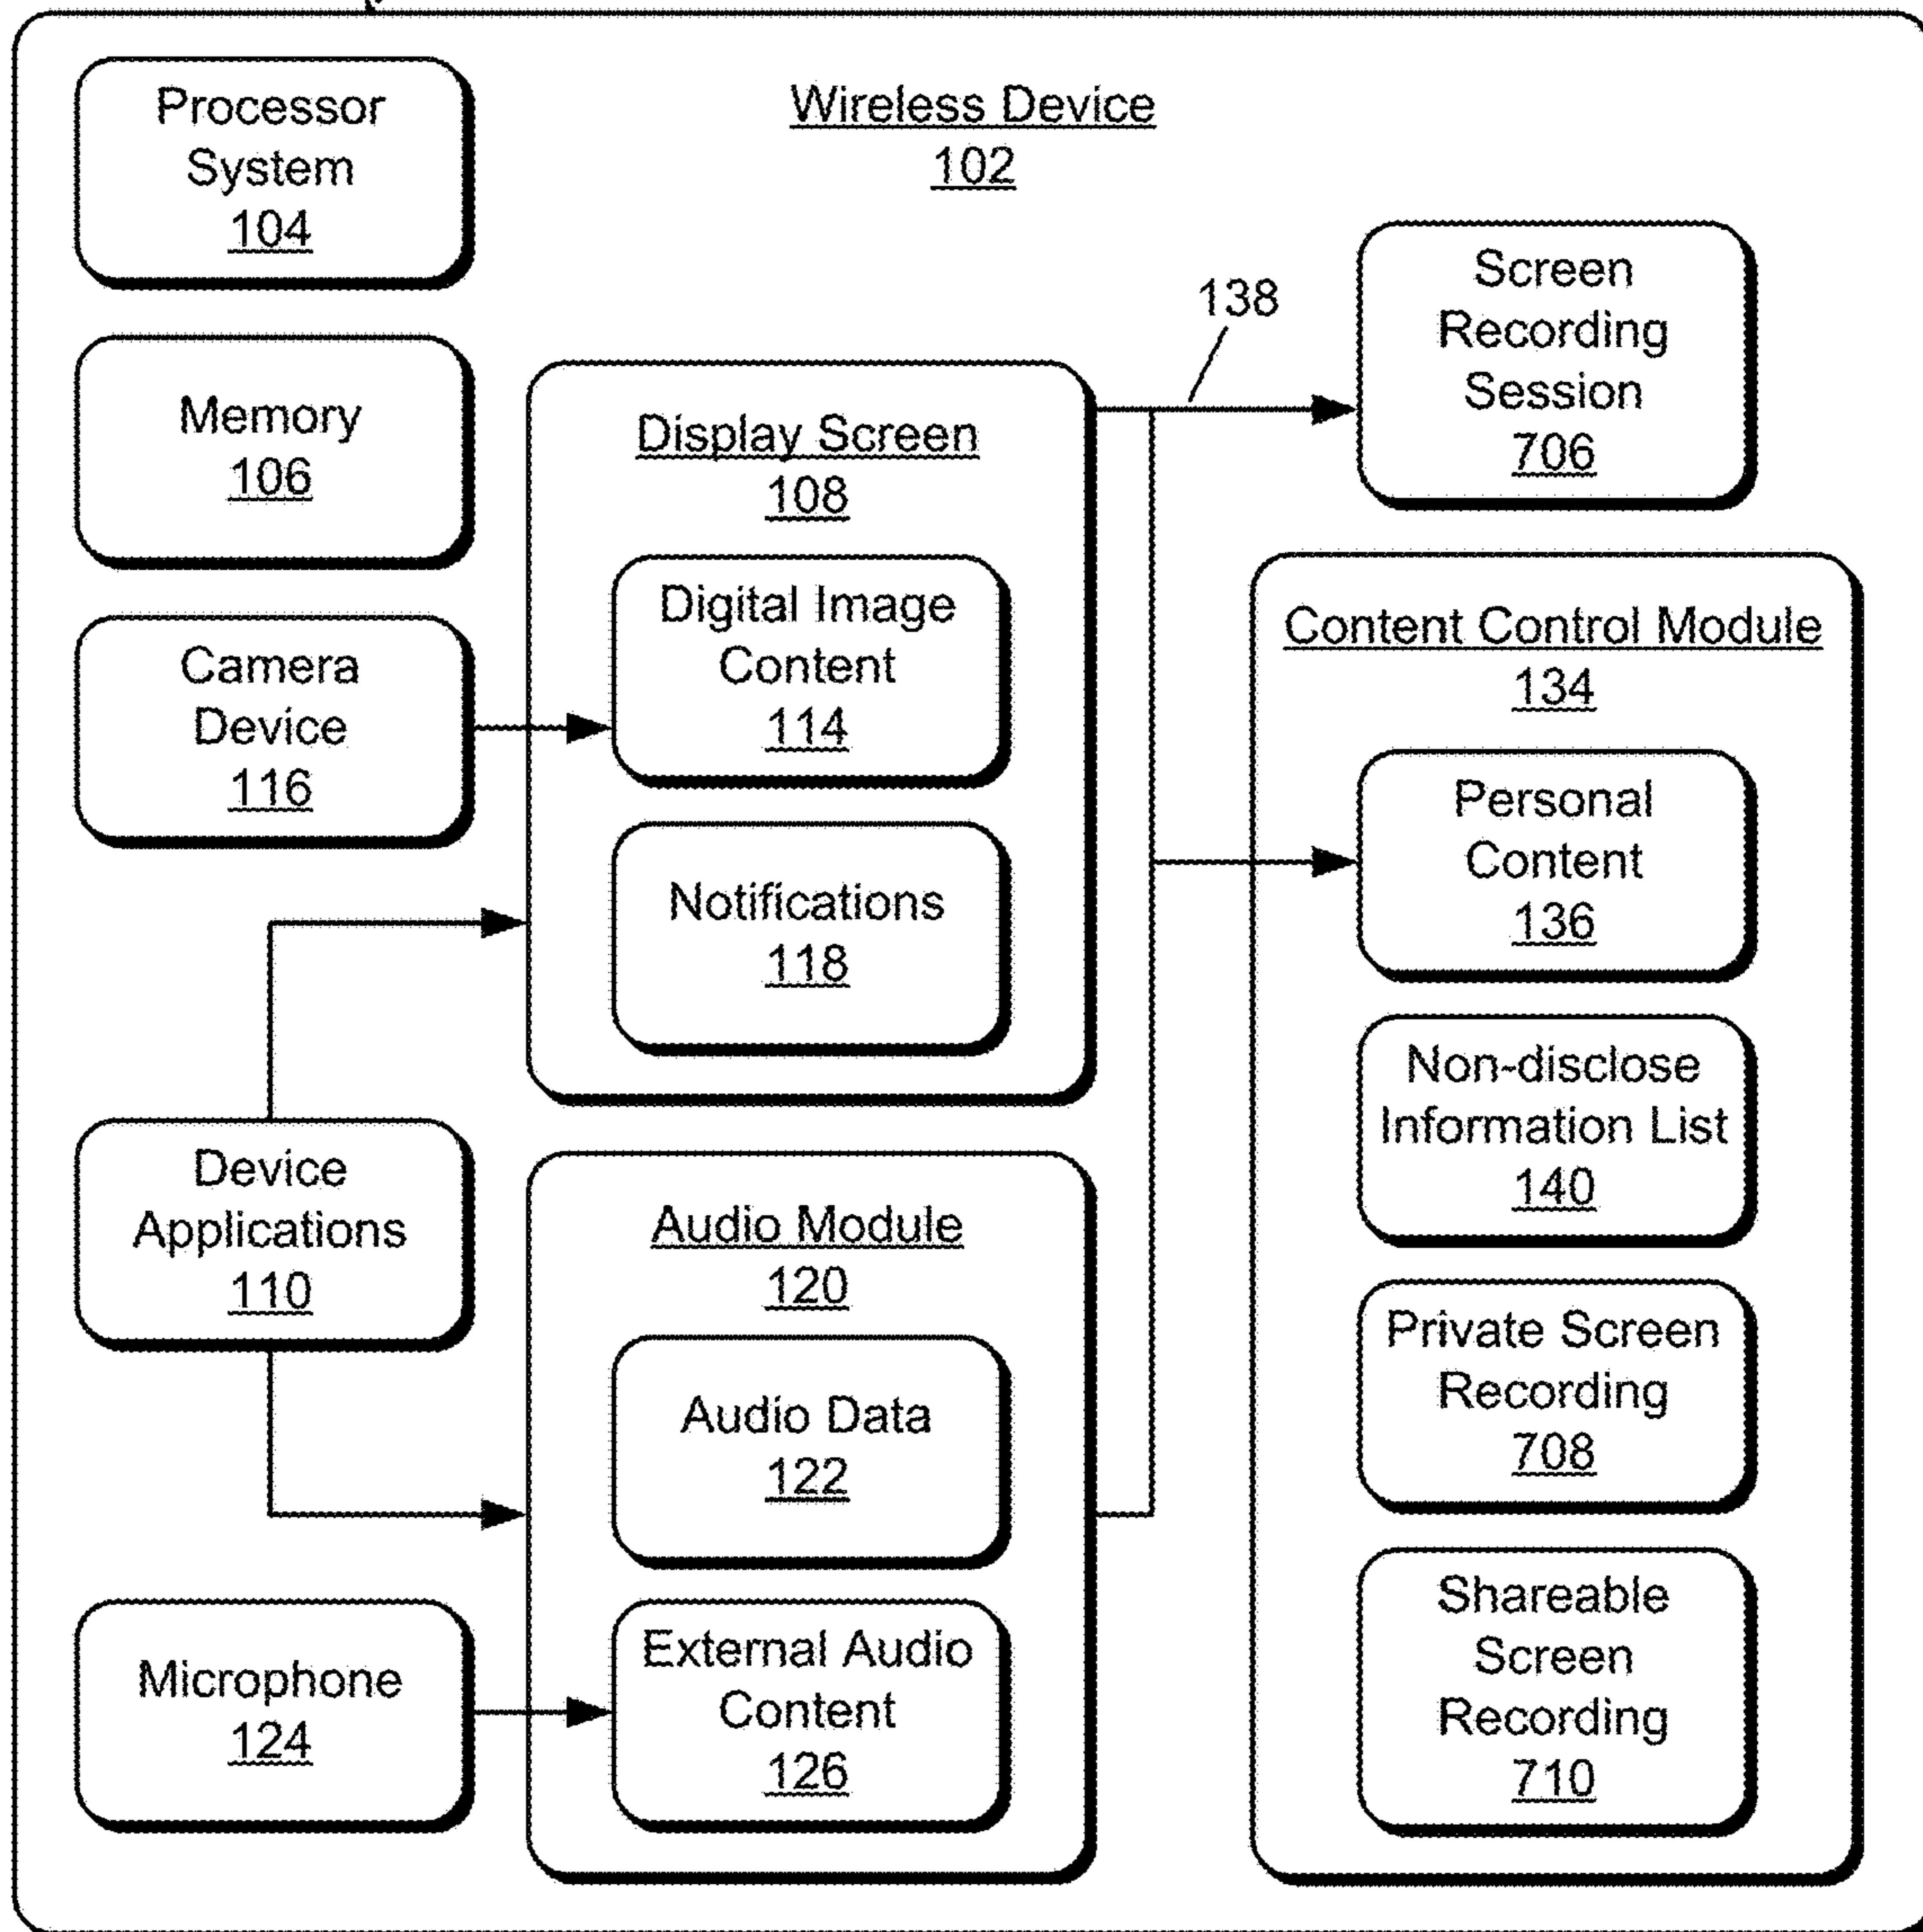 Wireless Device
102
Processor
System
104
Memory
106
Camera
Device
116
Device
Applications
110
Microphone
124
Display Screen
108
Digital Image
Content
114
Notifications
118
Audio Module
120
Audio Data
122
External Audio
Content
126
138
Screen
Recording
Session
706
Content Control Module
134
Personal
Content
136
Non-disclose
Information List
140
Private Screen
Recording
708
Shareable
Screen
Recording
710